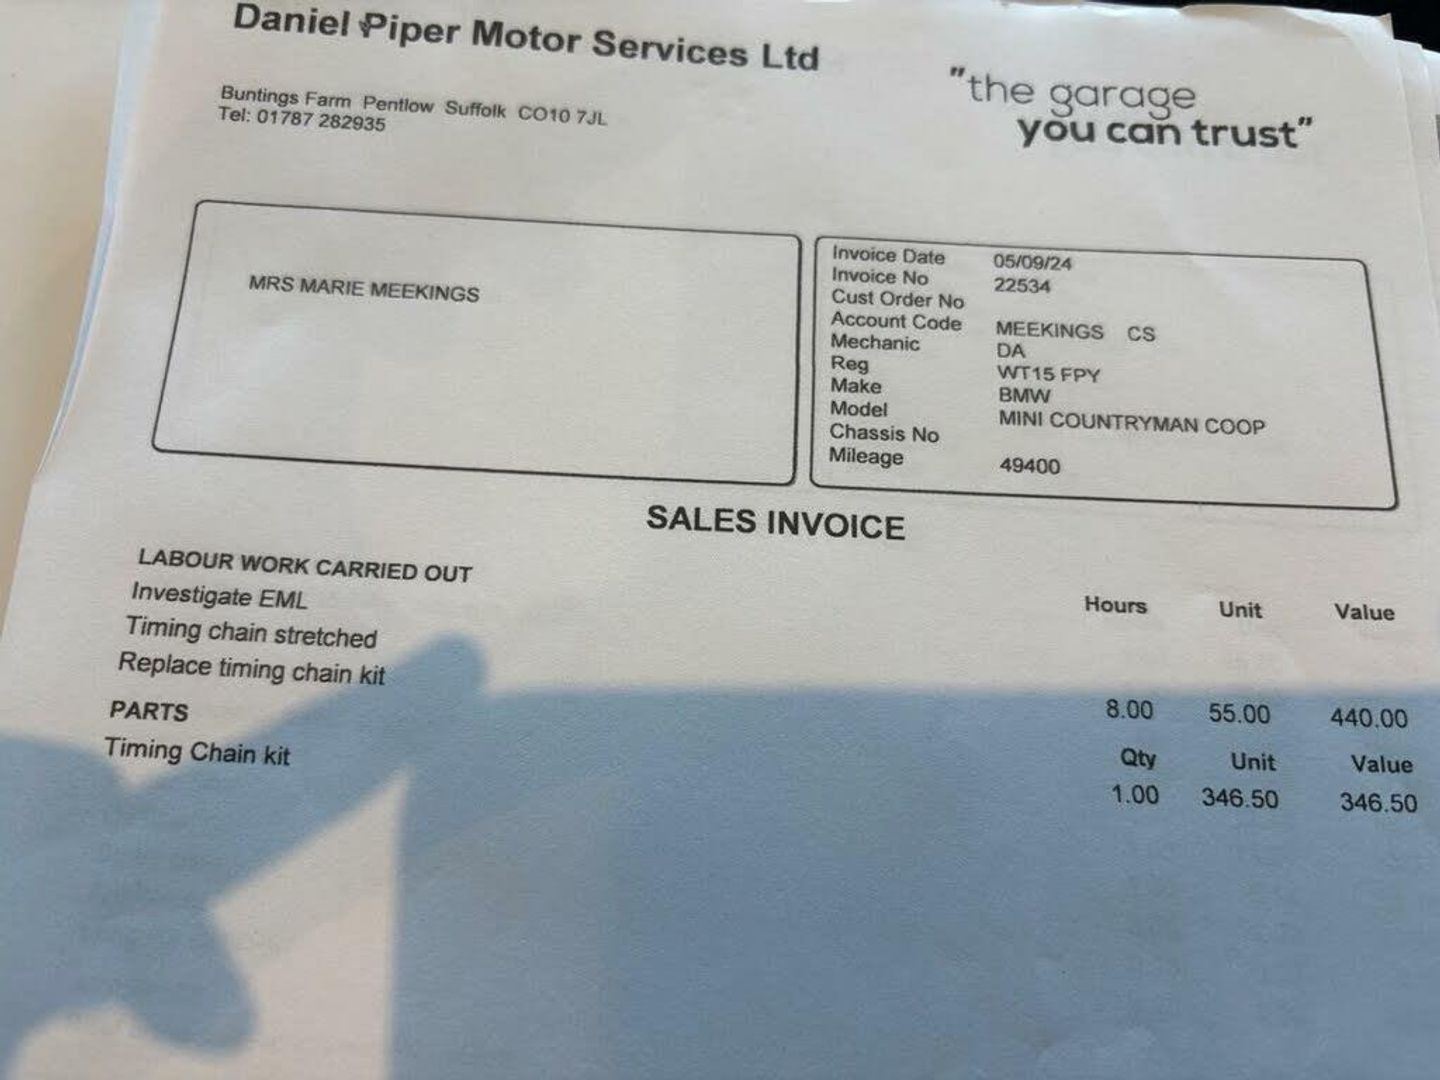 Daniel Piper Motor Services Ltd
"the garage
you can trust"
Buntings Farm Pentlow Suffolk CO10 7JL
Tel: 01787 282935
MRS MARIE MEEKINGS
Invoice Date 05/09/24
Invoice No 22534
Cust Order No
Account Code MEEKINGS CS
Mechanic DA
Reg WT15 FPY
Make BMW
Model MINI COUNTRYMAN COOP
Chassis No
Mileage 49400
SALES INVOICE
LABOUR WORK CARRIED OUT Hours Unit Value
Investigate EML
Timing chain stretched
Replace timing chain kit 8.00 55.00 440.00
PARTS Qty Unit Value
Timing Chain kit 1.00 346.50 346.50